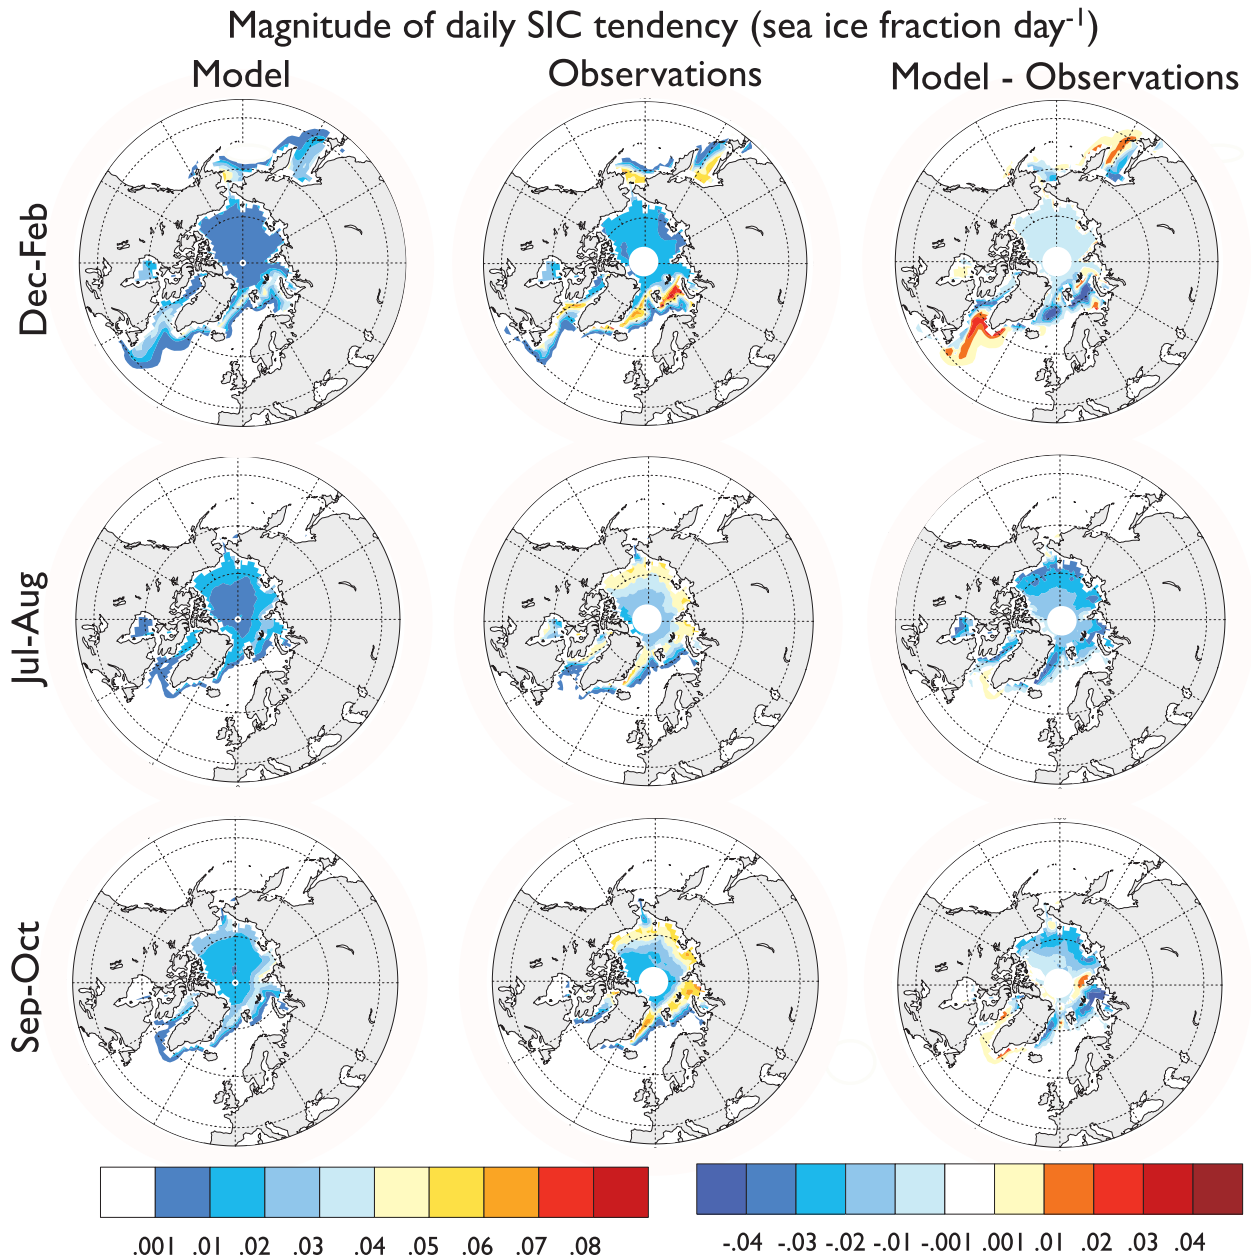 Magnitude of daily SIC tendency (sea ice fraction day-1)
Model
Observations
Model - Observations
Dec-Feb
Jul-Aug
Sep-Oct
.001 .01 .02 .03 .04 .05 .06 .07 .08
-.04 -.03 -.02 -.01 -.001 .001 .01 .02 .03 .04